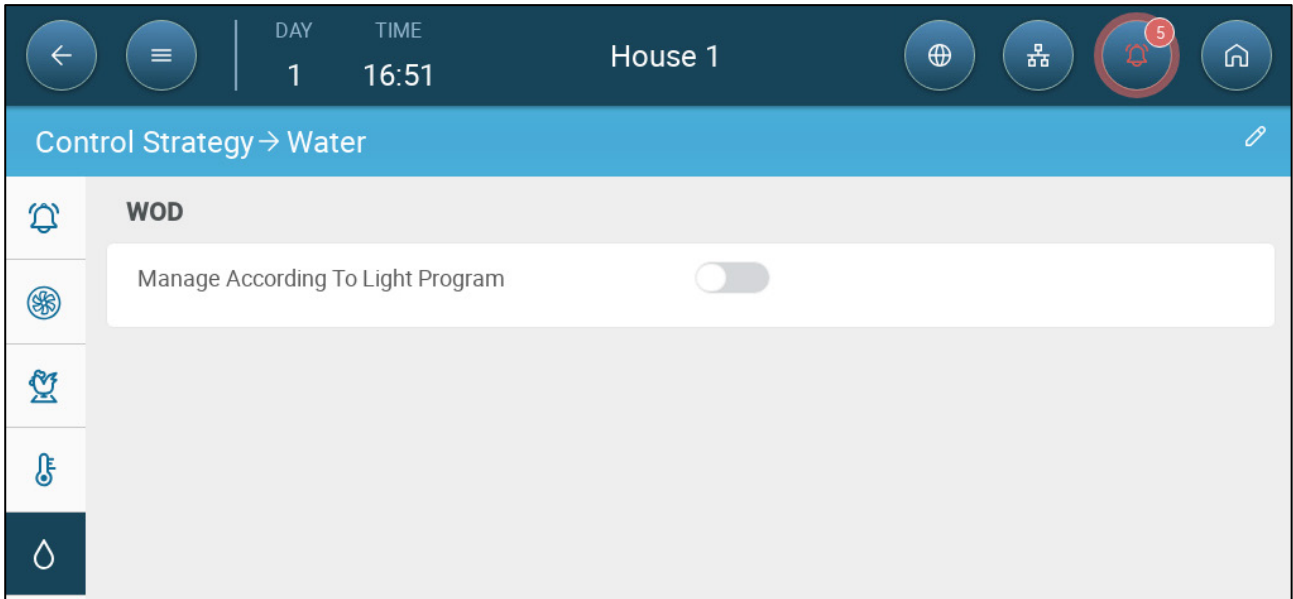 DAY
1
TIME
16:51
House 1
5
Control Strategy → Water
WOD
Manage According To Light Program